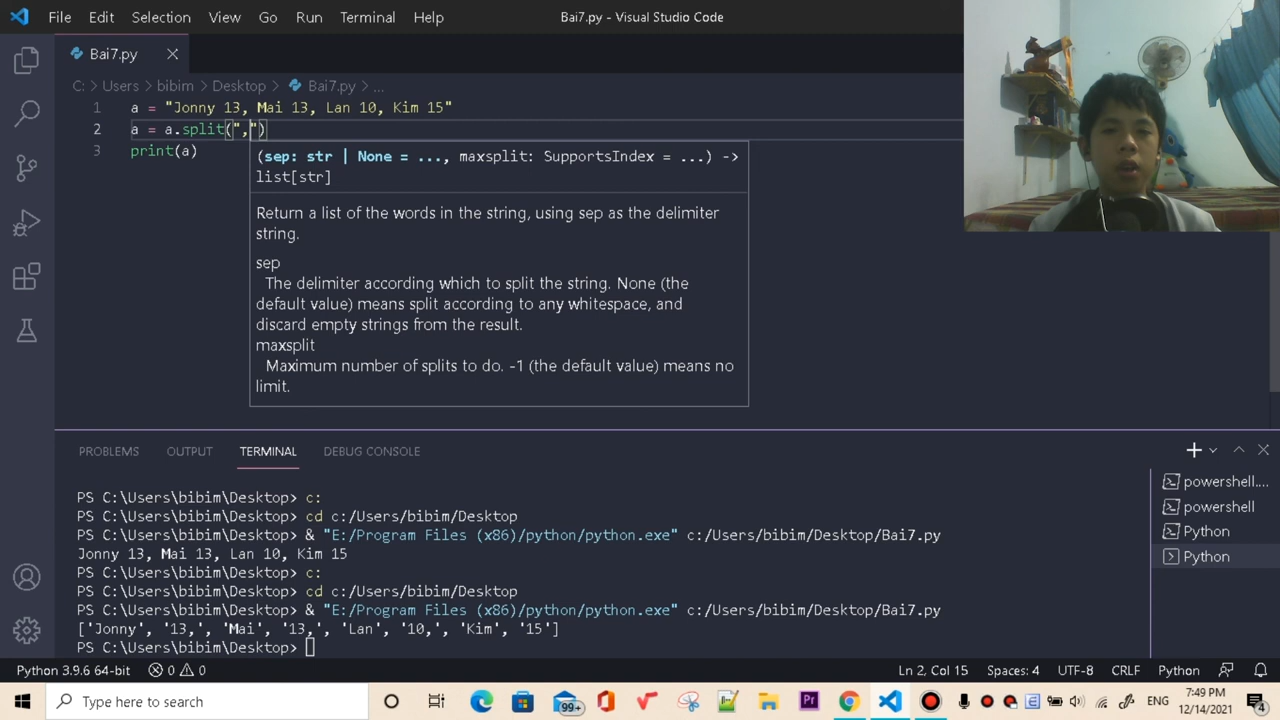 File Edit Selection View Go Run Terminal Help
Bai7.py - Visual Studio Code
Bai7.py
C: > Users > bibim > Desktop > Bai7.py > ...
1 a = "Jonny 13, Mai 13, Lan 10, Kim 15"
2 a = a.split(",")
3 print(a)
(sep: str | None = ..., maxsplit: SupportsIndex = ...) ->
list[str]
Return a list of the words in the string, using sep as the delimiter
string.
sep
The delimiter according which to split the string. None (the
default value) means split according to any whitespace, and
discard empty strings from the result.
maxsplit
Maximum number of splits to do. -1 (the default value) means no
limit.
PROBLEMS OUTPUT TERMINAL DEBUG CONSOLE
PS C:\Users\bibim\Desktop> c:
PS C:\Users\bibim\Desktop> cd c:/Users/bibim/Desktop
PS C:\Users\bibim\Desktop> & "E:/Program Files (x86)/python/python.exe" c:/Users/bibim/Desktop/Bai7.py
Jonny 13, Mai 13, Lan 10, Kim 15
PS C:\Users\bibim\Desktop> c:
PS C:\Users\bibim\Desktop> cd c:/Users/bibim/Desktop
PS C:\Users\bibim\Desktop> & "E:/Program Files (x86)/python/python.exe" c:/Users/bibim/Desktop/Bai7.py
['Jonny', '13,', 'Mai', '13,', 'Lan', '10,', 'Kim', '15']
PS C:\Users\bibim\Desktop>
powershell....
powershell
Python
Python
Python 3.9.6 64-bit 0 0
Ln 2, Col 15 Spaces: 4 UTF-8 CRLF Python
Type here to search
99+
Pr
ENG
7:49 PM
12/14/2021
4